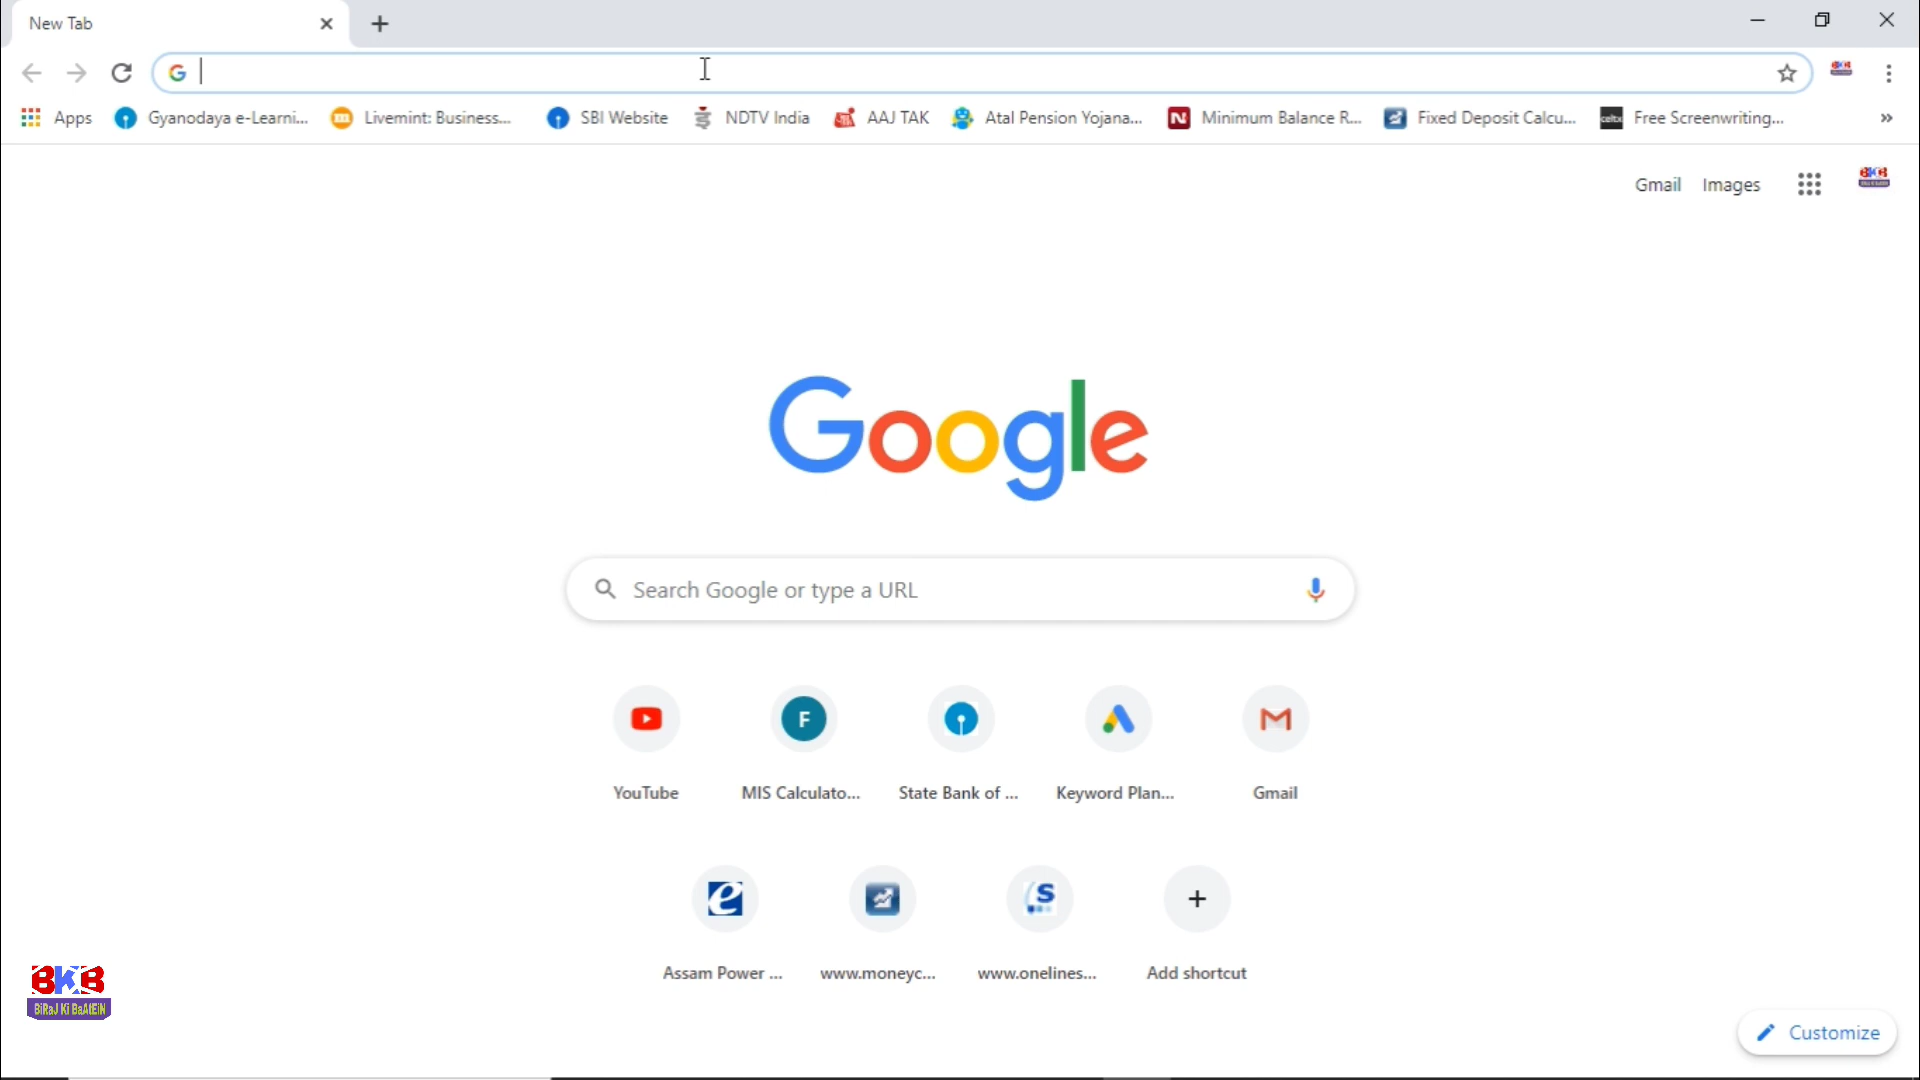 New Tab
Apps Gyanodaya e-Learni... Livemint: Business... SBI Website NDTV India AAJ TAK Atal Pension Yojana... Minimum Balance R... Fixed Deposit Calcu... celtx Free Screenwriting... »
Gmail Images BKB
Google
Search Google or type a URL
F
YouTube MIS Calculato... State Bank of ... Keyword Plan... Gmail
Assam Power ... www.moneyc... www.onelines... Add shortcut
BKB
BiRaJ Ki BaAtEiN
Customize